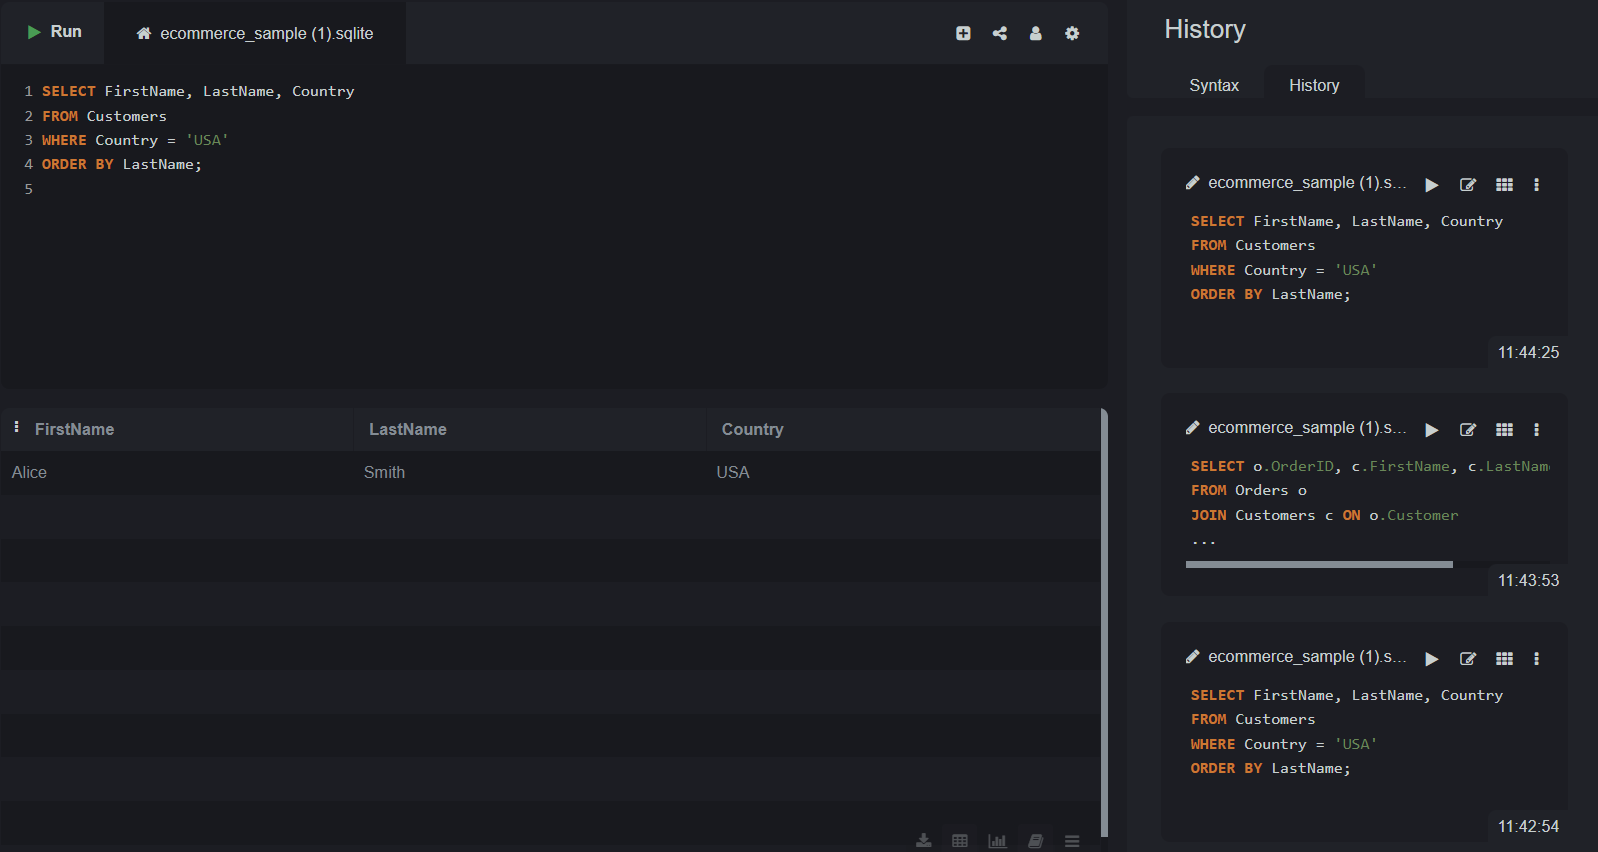 Run
ecommerce_sample (1).sqlite
1 SELECT FirstName, LastName, Country
2 FROM Customers
3 WHERE Country = 'USA'
4 ORDER BY LastName;
5
FirstName LastName Country
Alice Smith USA
History
Syntax History
ecommerce_sample (1).s...
SELECT FirstName, LastName, Country
FROM Customers
WHERE Country = 'USA'
ORDER BY LastName;
11:44:25
ecommerce_sample (1).s...
SELECT o.OrderID, c.FirstName, c.LastNam
FROM Orders o
JOIN Customers c ON o.Customer
...
11:43:53
ecommerce_sample (1).s...
SELECT FirstName, LastName, Country
FROM Customers
WHERE Country = 'USA'
ORDER BY LastName;
11:42:54